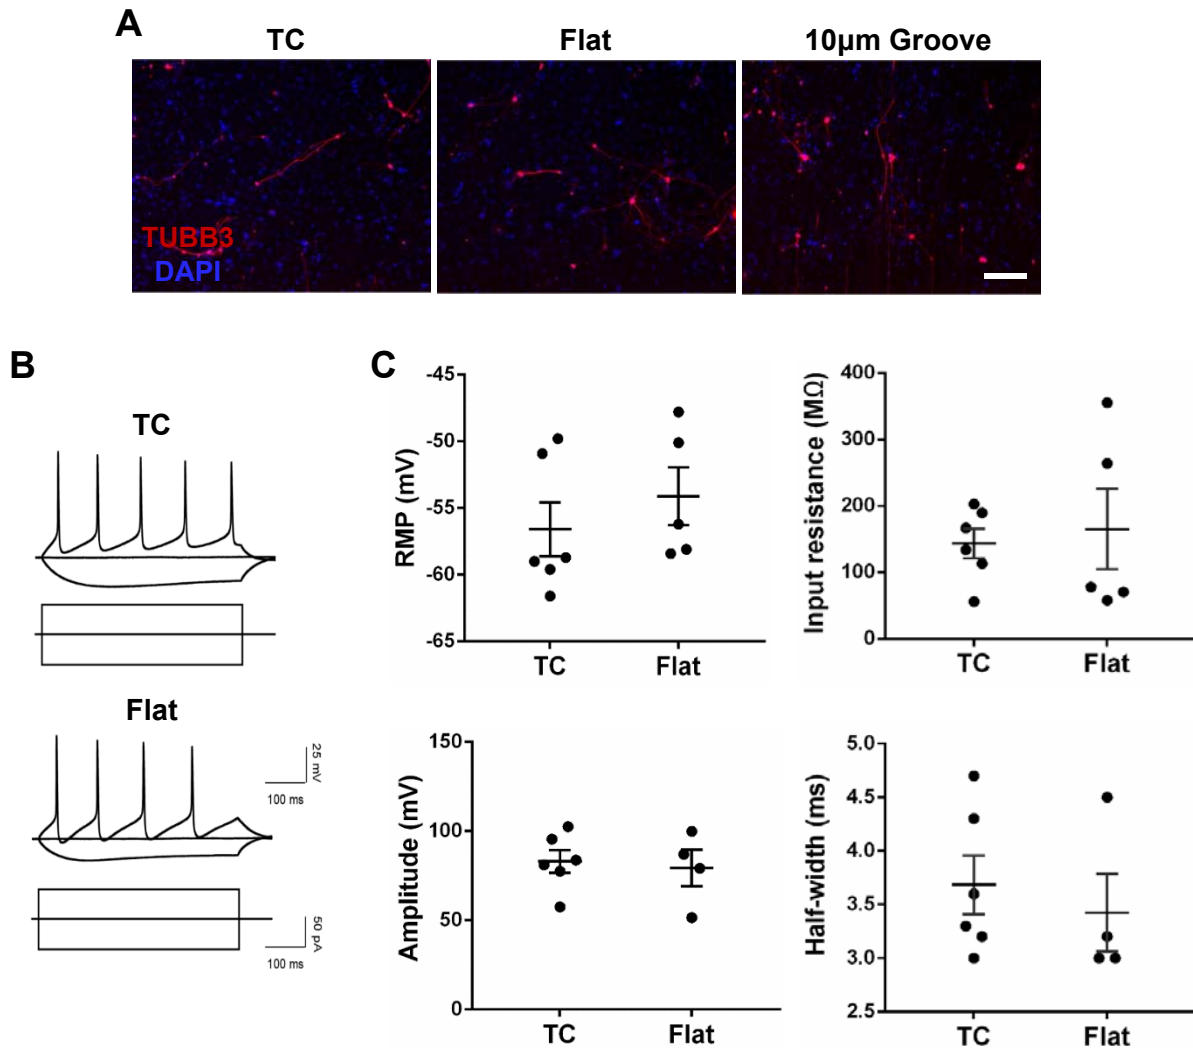 A
TC
Flat
10µm Groove
TUBB3
DAPI
B
TC
Flat
25 mV
100 ms
50 pA
100 ms
C
RMP (mV)
-45
-50
-55
-60
-65
TC
Flat
Input resistance (MΩ)
400
300
200
100
0
TC
Flat
Amplitude (mV)
150
100
50
0
TC
Flat
Half-width (ms)
5.0
4.5
4.0
3.5
3.0
2.5
TC
Flat